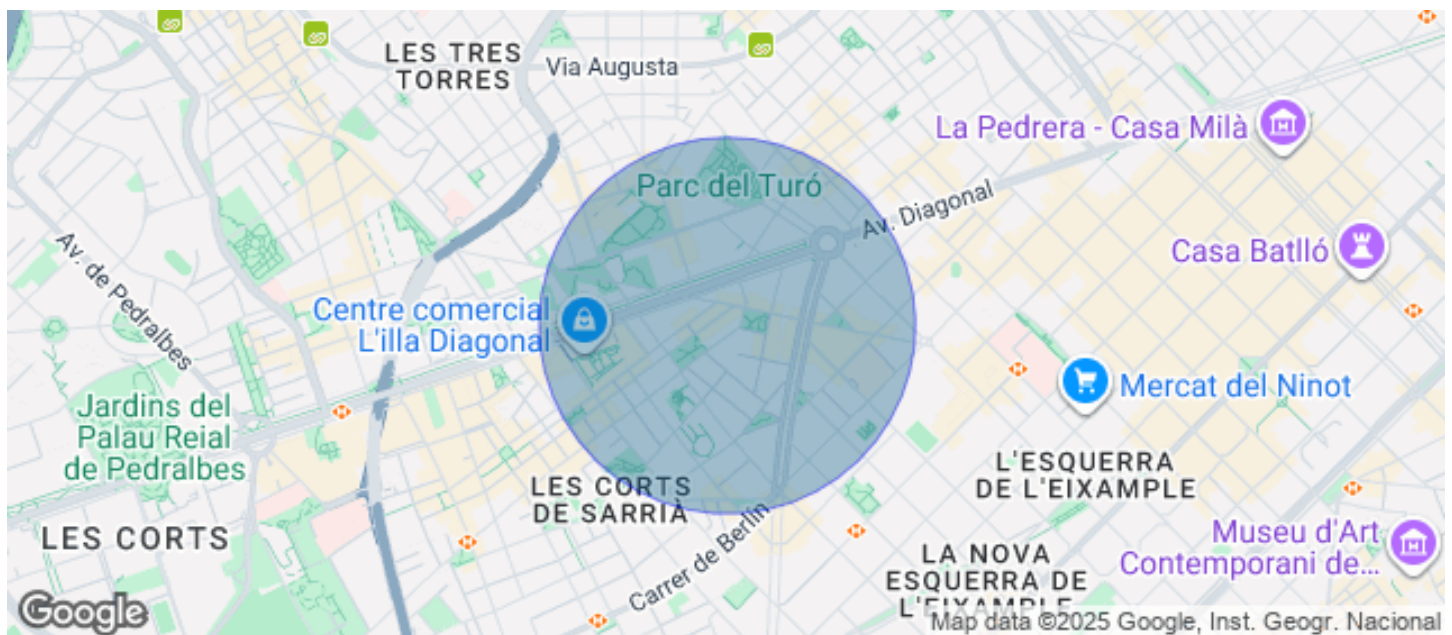 LES TRES
TORRES
Via Augusta
La Pedrera - Casa Milà
Parc del Turó
Av. Diagonal
Av. de Pedralbes
Casa Batlló
Centre comercial
L'illa Diagonal
Mercat del Ninot
Jardins del
Palau Reial
de Pedralbes
L'ESQUERRA
DE L'EIXAMPLE
LES CORTS
DE SARRIÀ
LES CORTS
Carrer de Berlín
Museu d'Art
Contemporani de...
LA NOVA
ESQUERRA DE
L'EIXAMPLE
Google
Map data ©2025 Google, Inst. Geogr. Nacional